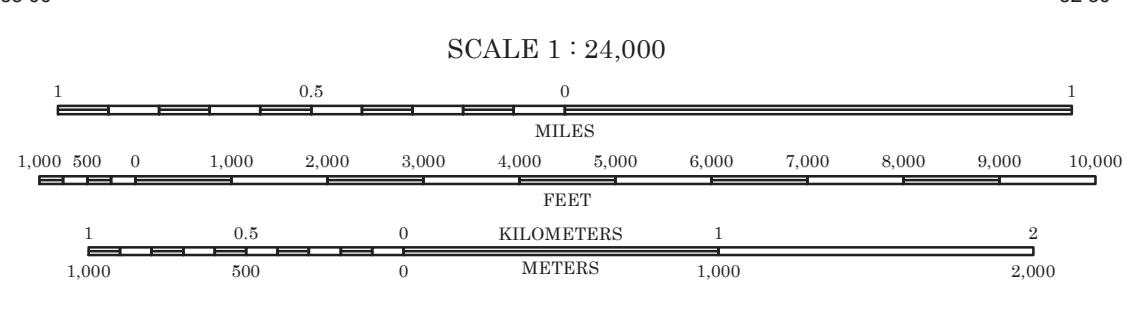 SCALE 1 : 24,000
1 0.5 0 1
MILES
1,000 500 0 1,000 2,000 3,000 4,000 5,000 6,000 7,000 8,000 9,000 10,000
FEET
1 0.5 0 KILOMETERS 1 2
1,000 500 0 METERS 1,000 2,000